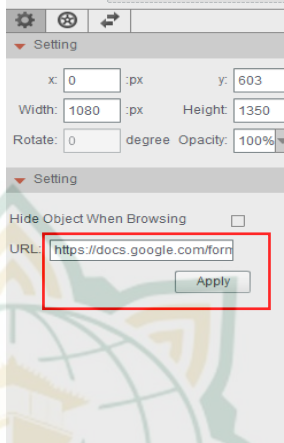 Setting
x: 0 :px y: 603
Width: 1080 :px Height: 1350
Rotate: 0 degree Opacity: 100%
Setting
Hide Object When Browsing
URL: https://docs.google.com/forn
Apply